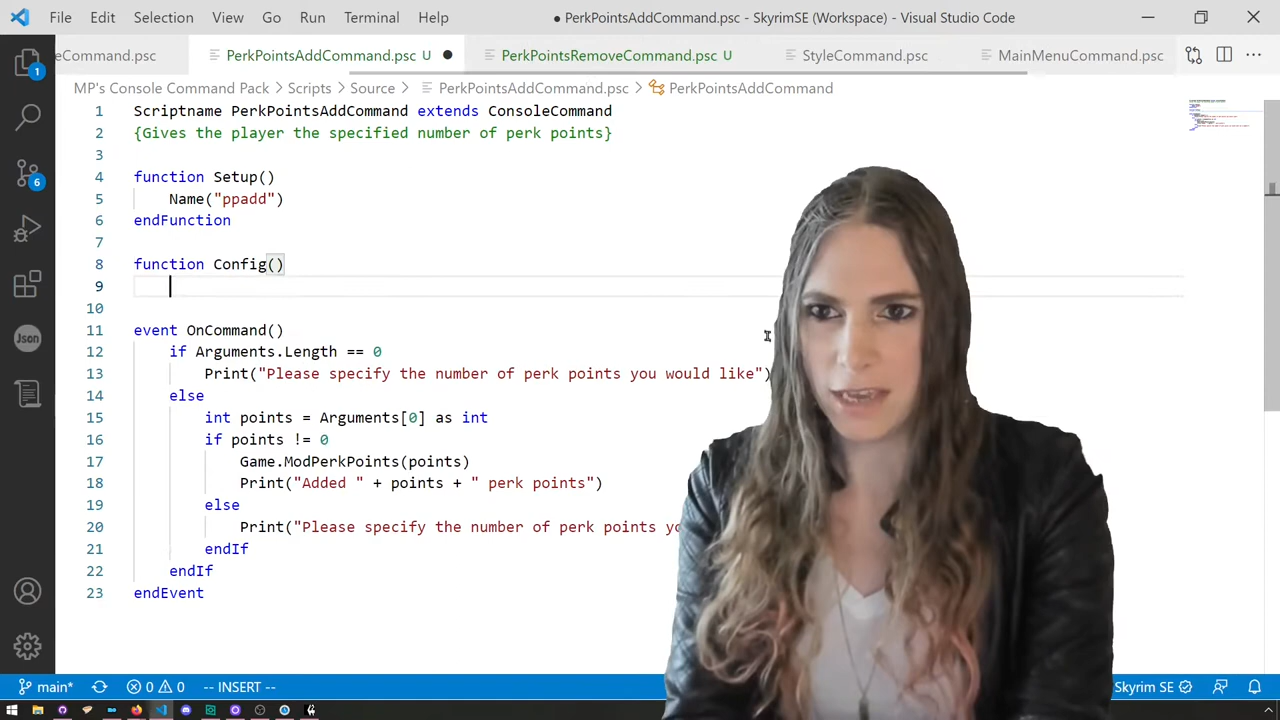 File Edit Selection View Go Run Terminal Help ● PerkPointsAddCommand.psc - SkyrimSE (Workspace) - Visual Studio Code
eCommand.psc PerkPointsAddCommand.psc U ● PerkPointsRemoveCommand.psc U StyleCommand.psc MainMenuCommand.psc
1
MP's Console Command Pack > Scripts > Source > PerkPointsAddCommand.psc > PerkPointsAddCommand
1 Scriptname PerkPointsAddCommand extends ConsoleCommand
2 {Gives the player the specified number of perk points}
3
4 function Setup()
6
5 Name("ppadd")
6 endFunction
7
8 function Config()
9
10
11 event OnCommand()
Json
12 if Arguments.Length == 0
13 Print("Please specify the number of perk points you would like")
14 else
15 int points = Arguments[0] as int
16 if points != 0
17 Game.ModPerkPoints(points)
18 Print("Added " + points + " perk points")
19 else
20 Print("Please specify the number of perk points yo
21 endIf
22 endIf
23 endEvent
main* 0 0 -- INSERT -- Skyrim SE